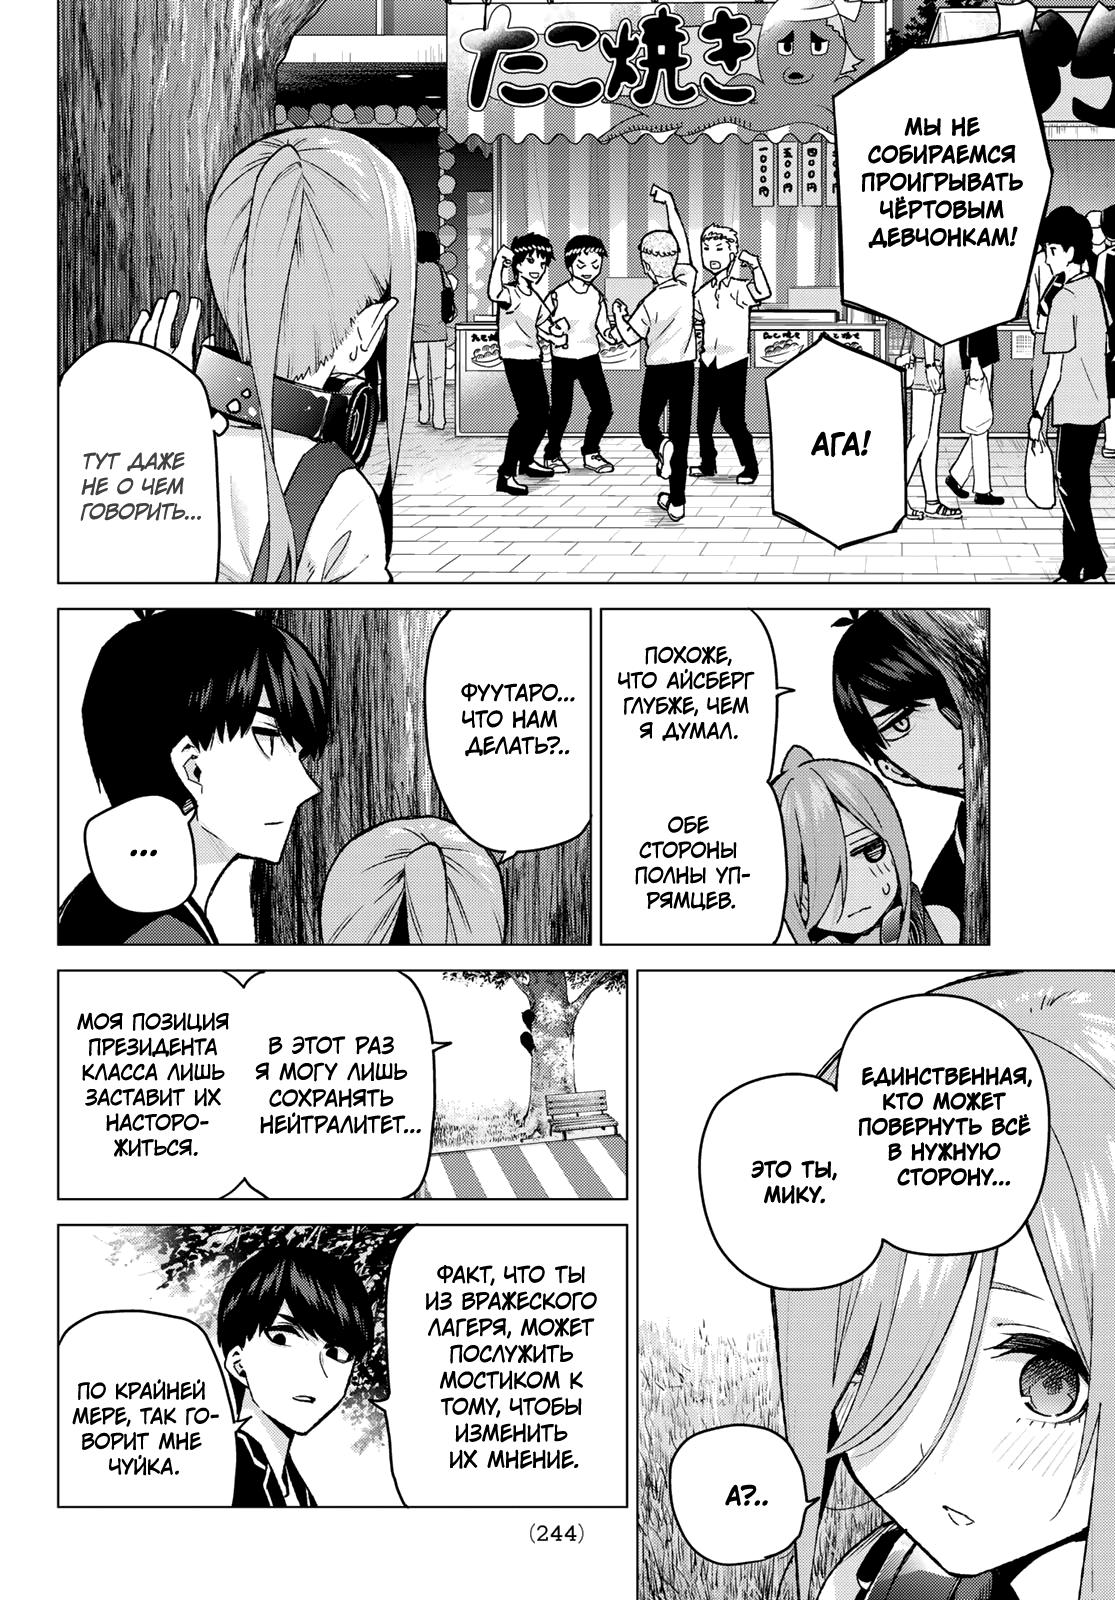 たこ焼き
МЫ НЕ
СОБИРАЕМСЯ
ПРОИГРЫВАТЬ
ЧЁРТОВЫМ
ДЕВЧОНКАМ!
АГА!
ТУТ ДАЖЕ
НЕ О ЧЕМ
ГОВОРИТЬ...
ПОХОЖЕ,
ЧТО АЙСБЕРГ
ГЛУБЖЕ, ЧЕМ
Я ДУМАЛ.
ОБЕ
СТОРОНЫ
ПОЛНЫ УП-
РЯМЦЕВ.
ФУУТАРО...
ЧТО НАМ
ДЕЛАТЬ?..
...
В ЭТОТ РАЗ
Я МОГУ ЛИШЬ
СОХРАНЯТЬ
НЕЙТРАЛИТЕТ...
МОЯ ПОЗИЦИЯ
ПРЕЗИДЕНТА
КЛАССА ЛИШЬ
ЗАСТАВИТ ИХ
НАСТОРО-
ЖИТЬСЯ.
ЕДИНСТВЕННАЯ,
КТО МОЖЕТ
ПОВЕРНУТЬ ВСЁ
В НУЖНУЮ
СТОРОНУ...
ЭТО ТЫ,
МИКУ.
А?..
ФАКТ, ЧТО ТЫ
ИЗ ВРАЖЕСКОГО
ЛАГЕРЯ, МОЖЕТ
ПОСЛУЖИТЬ
МОСТИКОМ К
ТОМУ, ЧТОБЫ
ИЗМЕНИТЬ
ИХ МНЕНИЕ.
ПО КРАЙНЕЙ
МЕРЕ, ТАК ГО-
ВОРИТ МНЕ
ЧУЙКА.
(244)